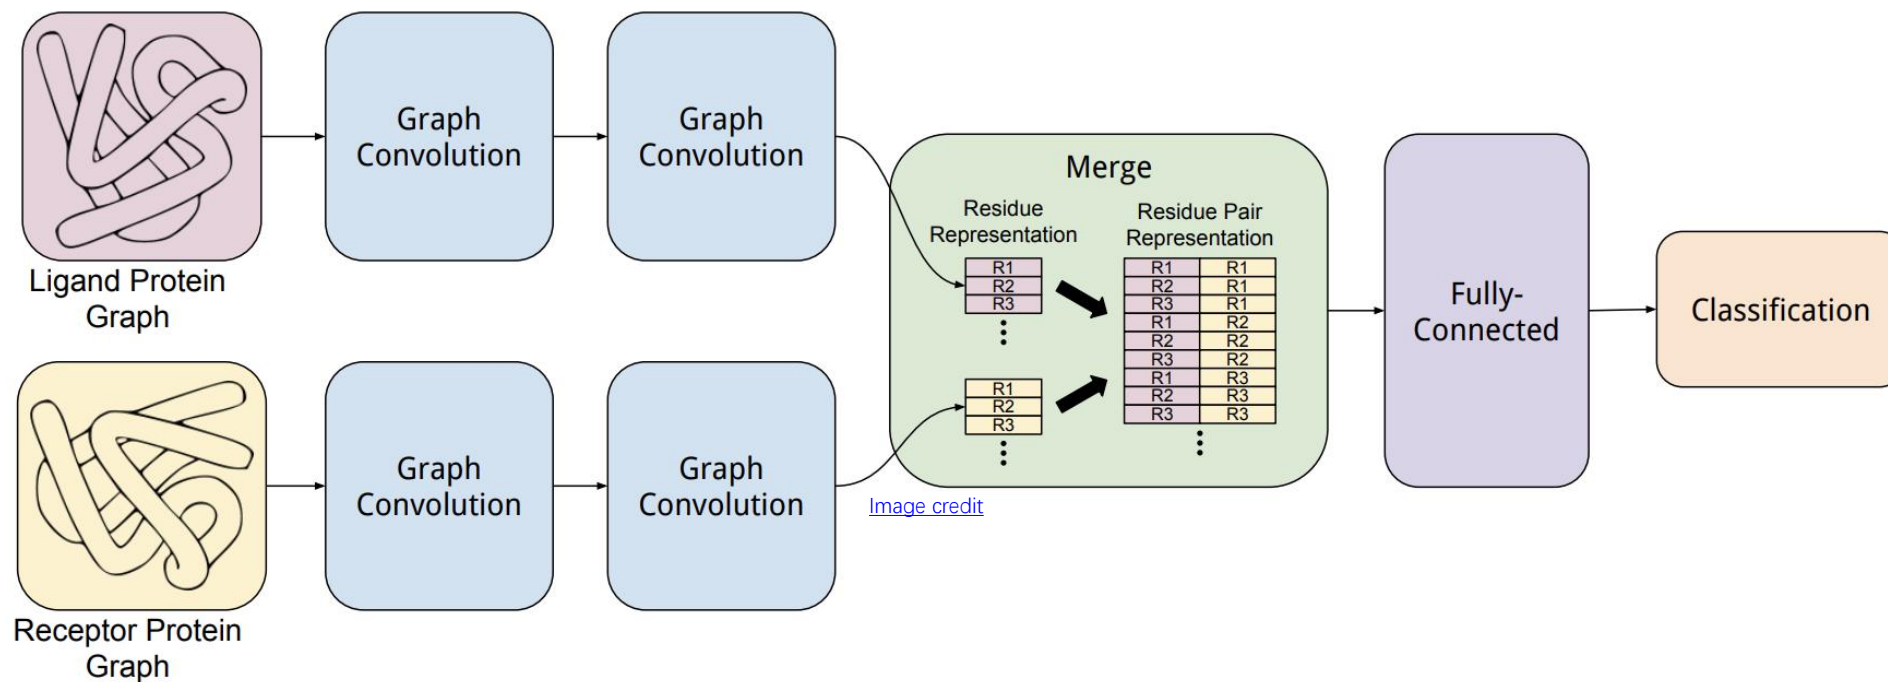 Graph
Convolution
Graph
Convolution
Ligand Protein
Graph
Graph
Convolution
Graph
Convolution
Receptor Protein
Graph
Merge
Residue
Representation
R1
R2
R3
R1
R2
R3
Residue Pair
Representation
R1 R1
R2 R1
R3 R1
R1 R2
R2 R2
R3 R2
R1 R3
R2 R3
R3 R3
Image credit
Fully-
Connected
Classification